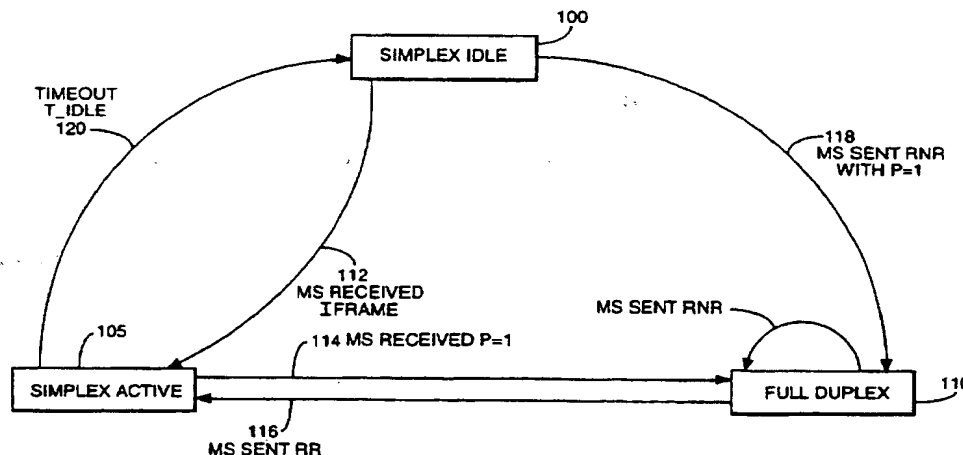 100
SIMPLEX IDLE
TIMEOUT
T_IDLE
120
118
MS SENT RNR
WITH P=1
112
MS RECEIVED
IFRAME
MS SENT RNR
105
114 MS RECEIVED P=1
SIMPLEX ACTIVE
FULL DUPLEX
110
116
MS SENT RR